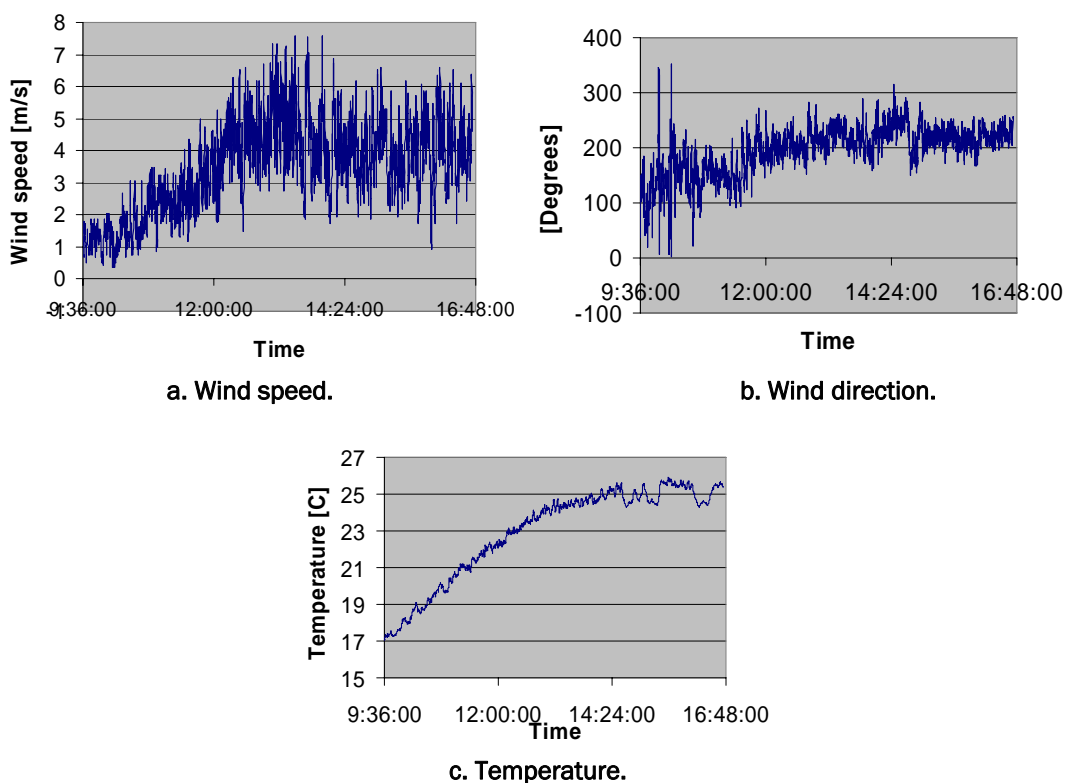 8
7
6
5
4
3
2
1
0
-1
Wind speed [m/s]
9:36:00 12:00:00 14:24:00 16:48:00
Time
a. Wind speed.
400
300
200
100
0
-100
[Degrees]
9:36:00 12:00:00 14:24:00 16:48:00
Time
b. Wind direction.
27
25
23
21
19
17
15
Temperature [C]
9:36:00 12:00:00 14:24:00 16:48:00
Time
c. Temperature.